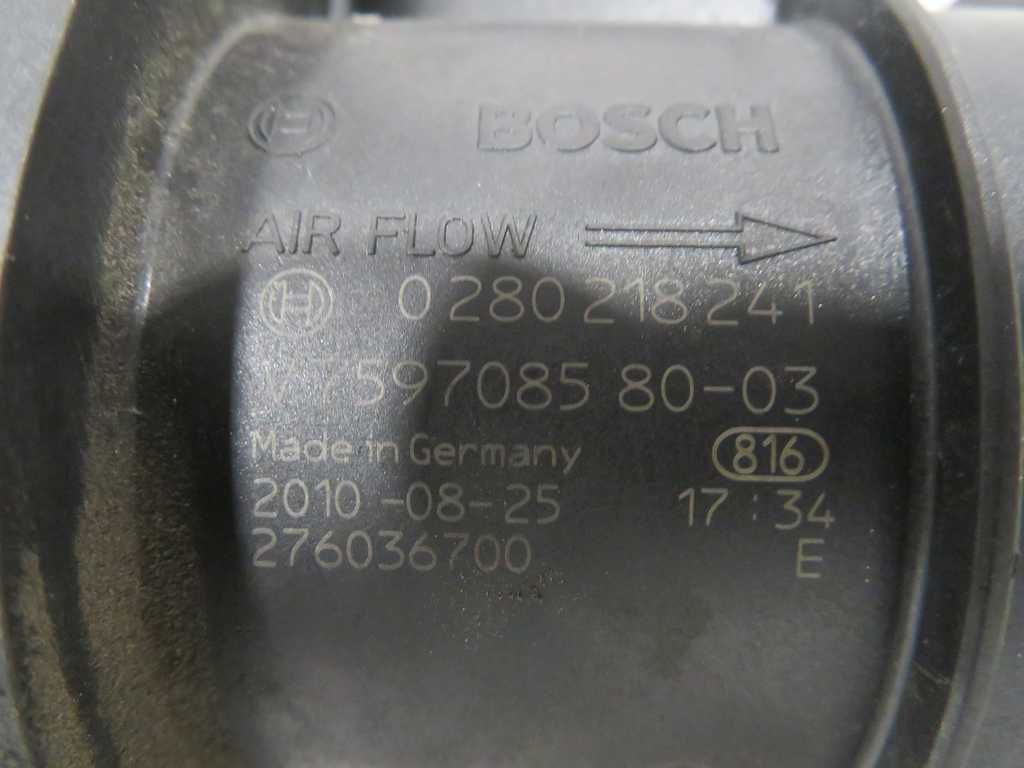 BOSCH
AIR FLOW
0 280 218 241
V7597085 80-03
Made in Germany 816
2010-08-25 17:34
276036700 E